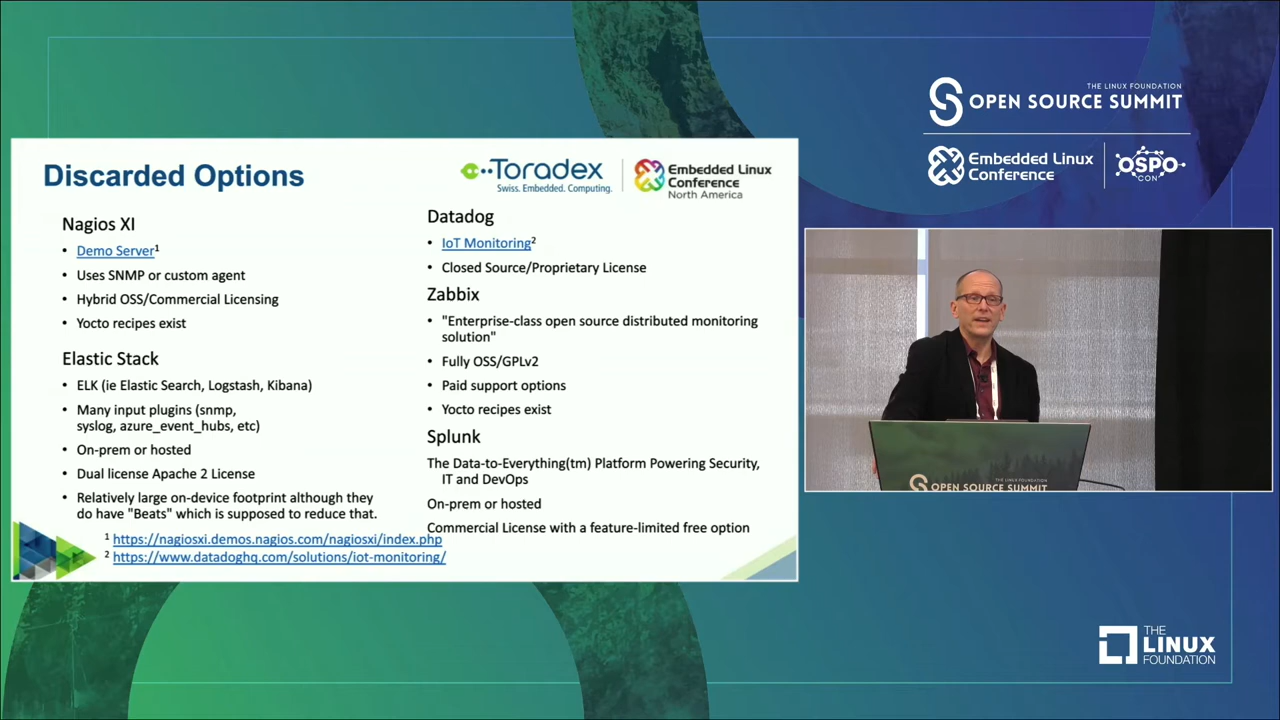 THE LINUX FOUNDATION
OPEN SOURCE SUMMIT
Embedded Linux
Conference
OSPO
CON
Discarded Options
Toradex
Swiss. Embedded. Computing.
Embedded Linux
Conference
North America
Nagios XI
• Demo Server¹
• Uses SNMP or custom agent
• Hybrid OSS/Commercial Licensing
• Yocto recipes exist
Elastic Stack
• ELK (ie Elastic Search, Logstash, Kibana)
• Many input plugins (snmp,
syslog, azure_event_hubs, etc)
• On-prem or hosted
• Dual license Apache 2 License
• Relatively large on-device footprint although they
do have "Beats" which is supposed to reduce that.
Datadog
• IoT Monitoring²
• Closed Source/Proprietary License
Zabbix
• "Enterprise-class open source distributed monitoring
solution"
• Fully OSS/GPLv2
• Paid support options
• Yocto recipes exist
Splunk
The Data-to-Everything(tm) Platform Powering Security,
IT and DevOps
On-prem or hosted
Commercial License with a feature-limited free option
¹ https://nagiosxi.demos.nagios.com/nagiosxi/index.php
² https://www.datadoghq.com/solutions/iot-monitoring/
THE LINUX FOUNDATION
OPEN SOURCE SUMMIT
THE
LINUX
FOUNDATION